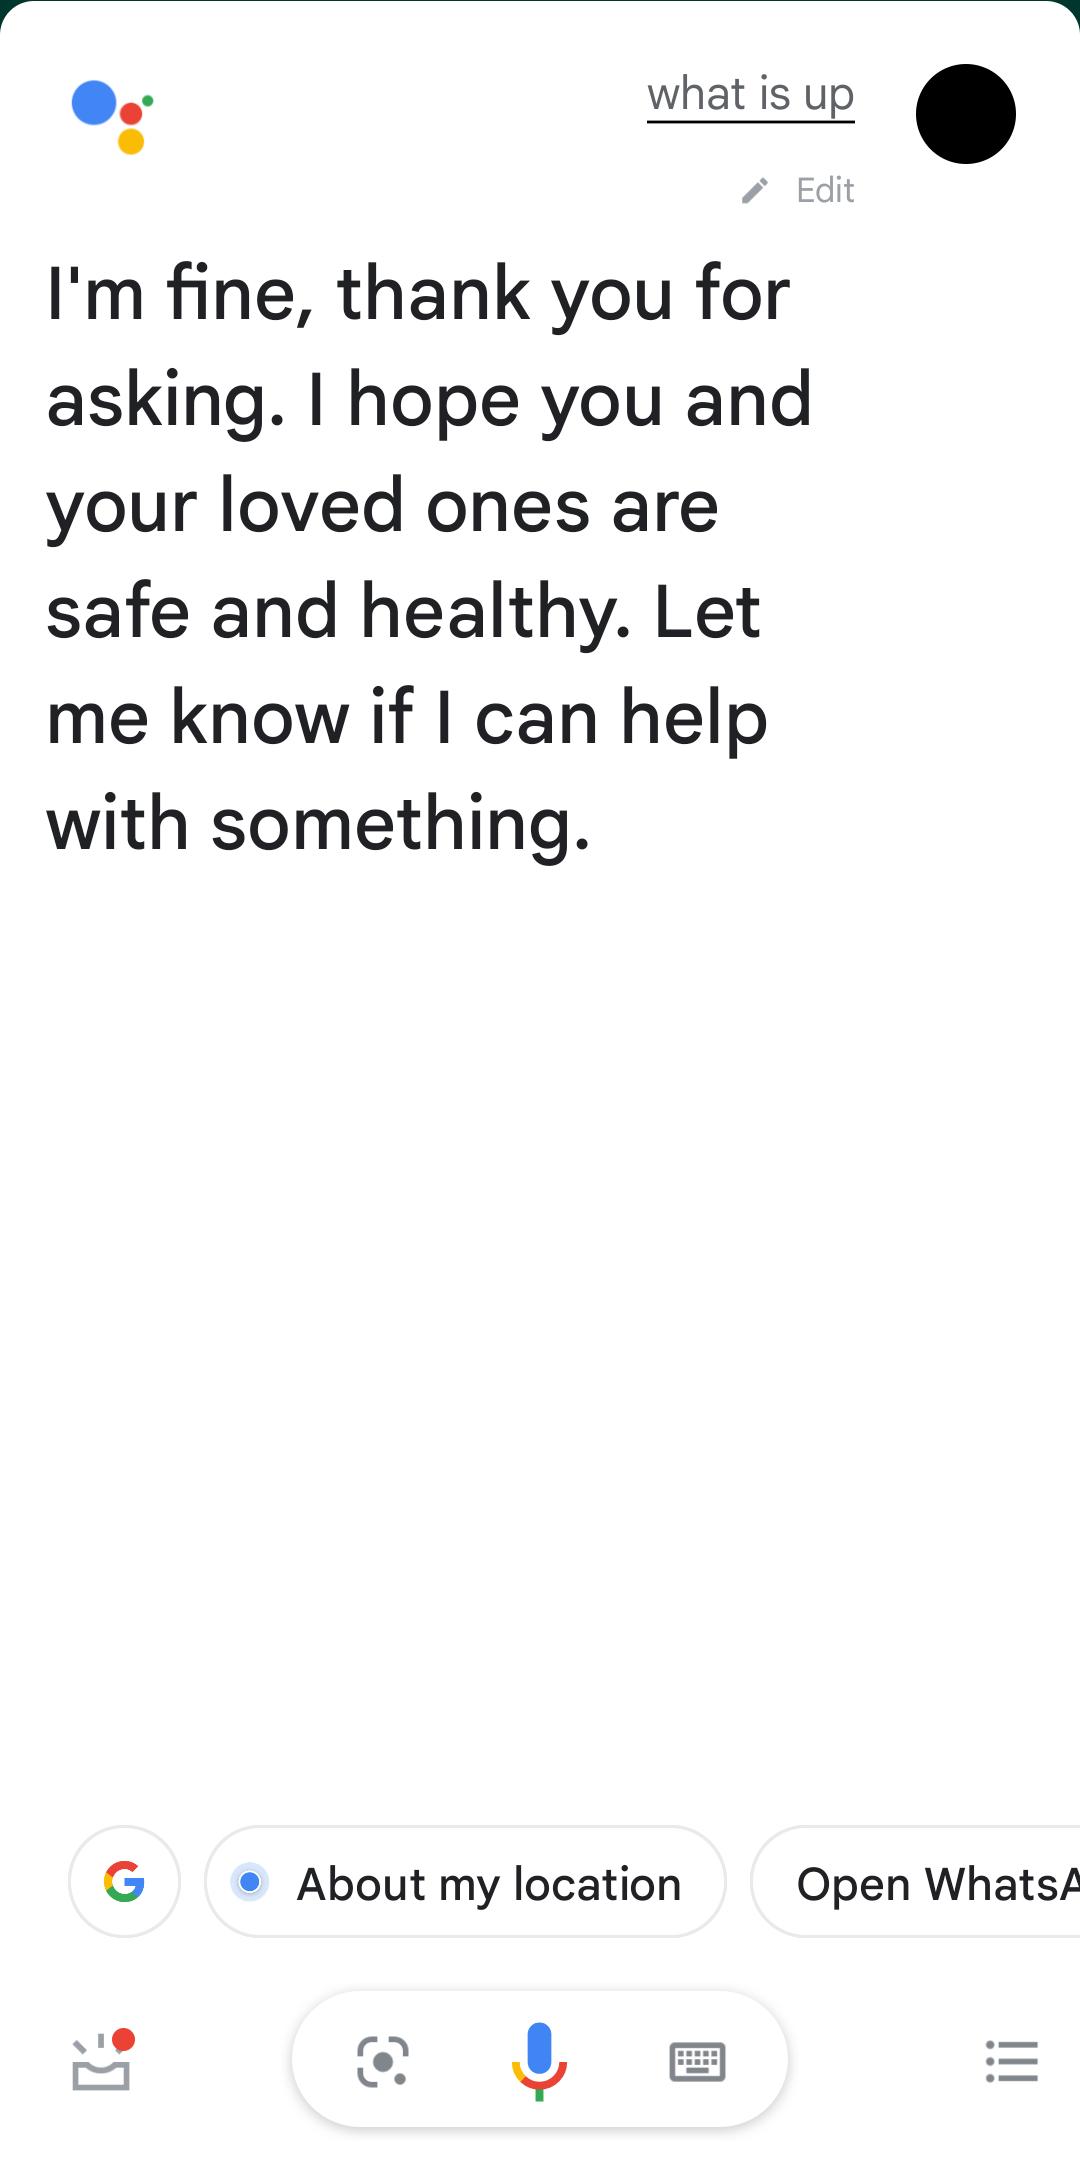 what is up
Edit
I'm fine, thank you for
asking. I hope you and
your loved ones are
safe and healthy. Let
me know if I can help
with something.
G
About my location
Open WhatsA